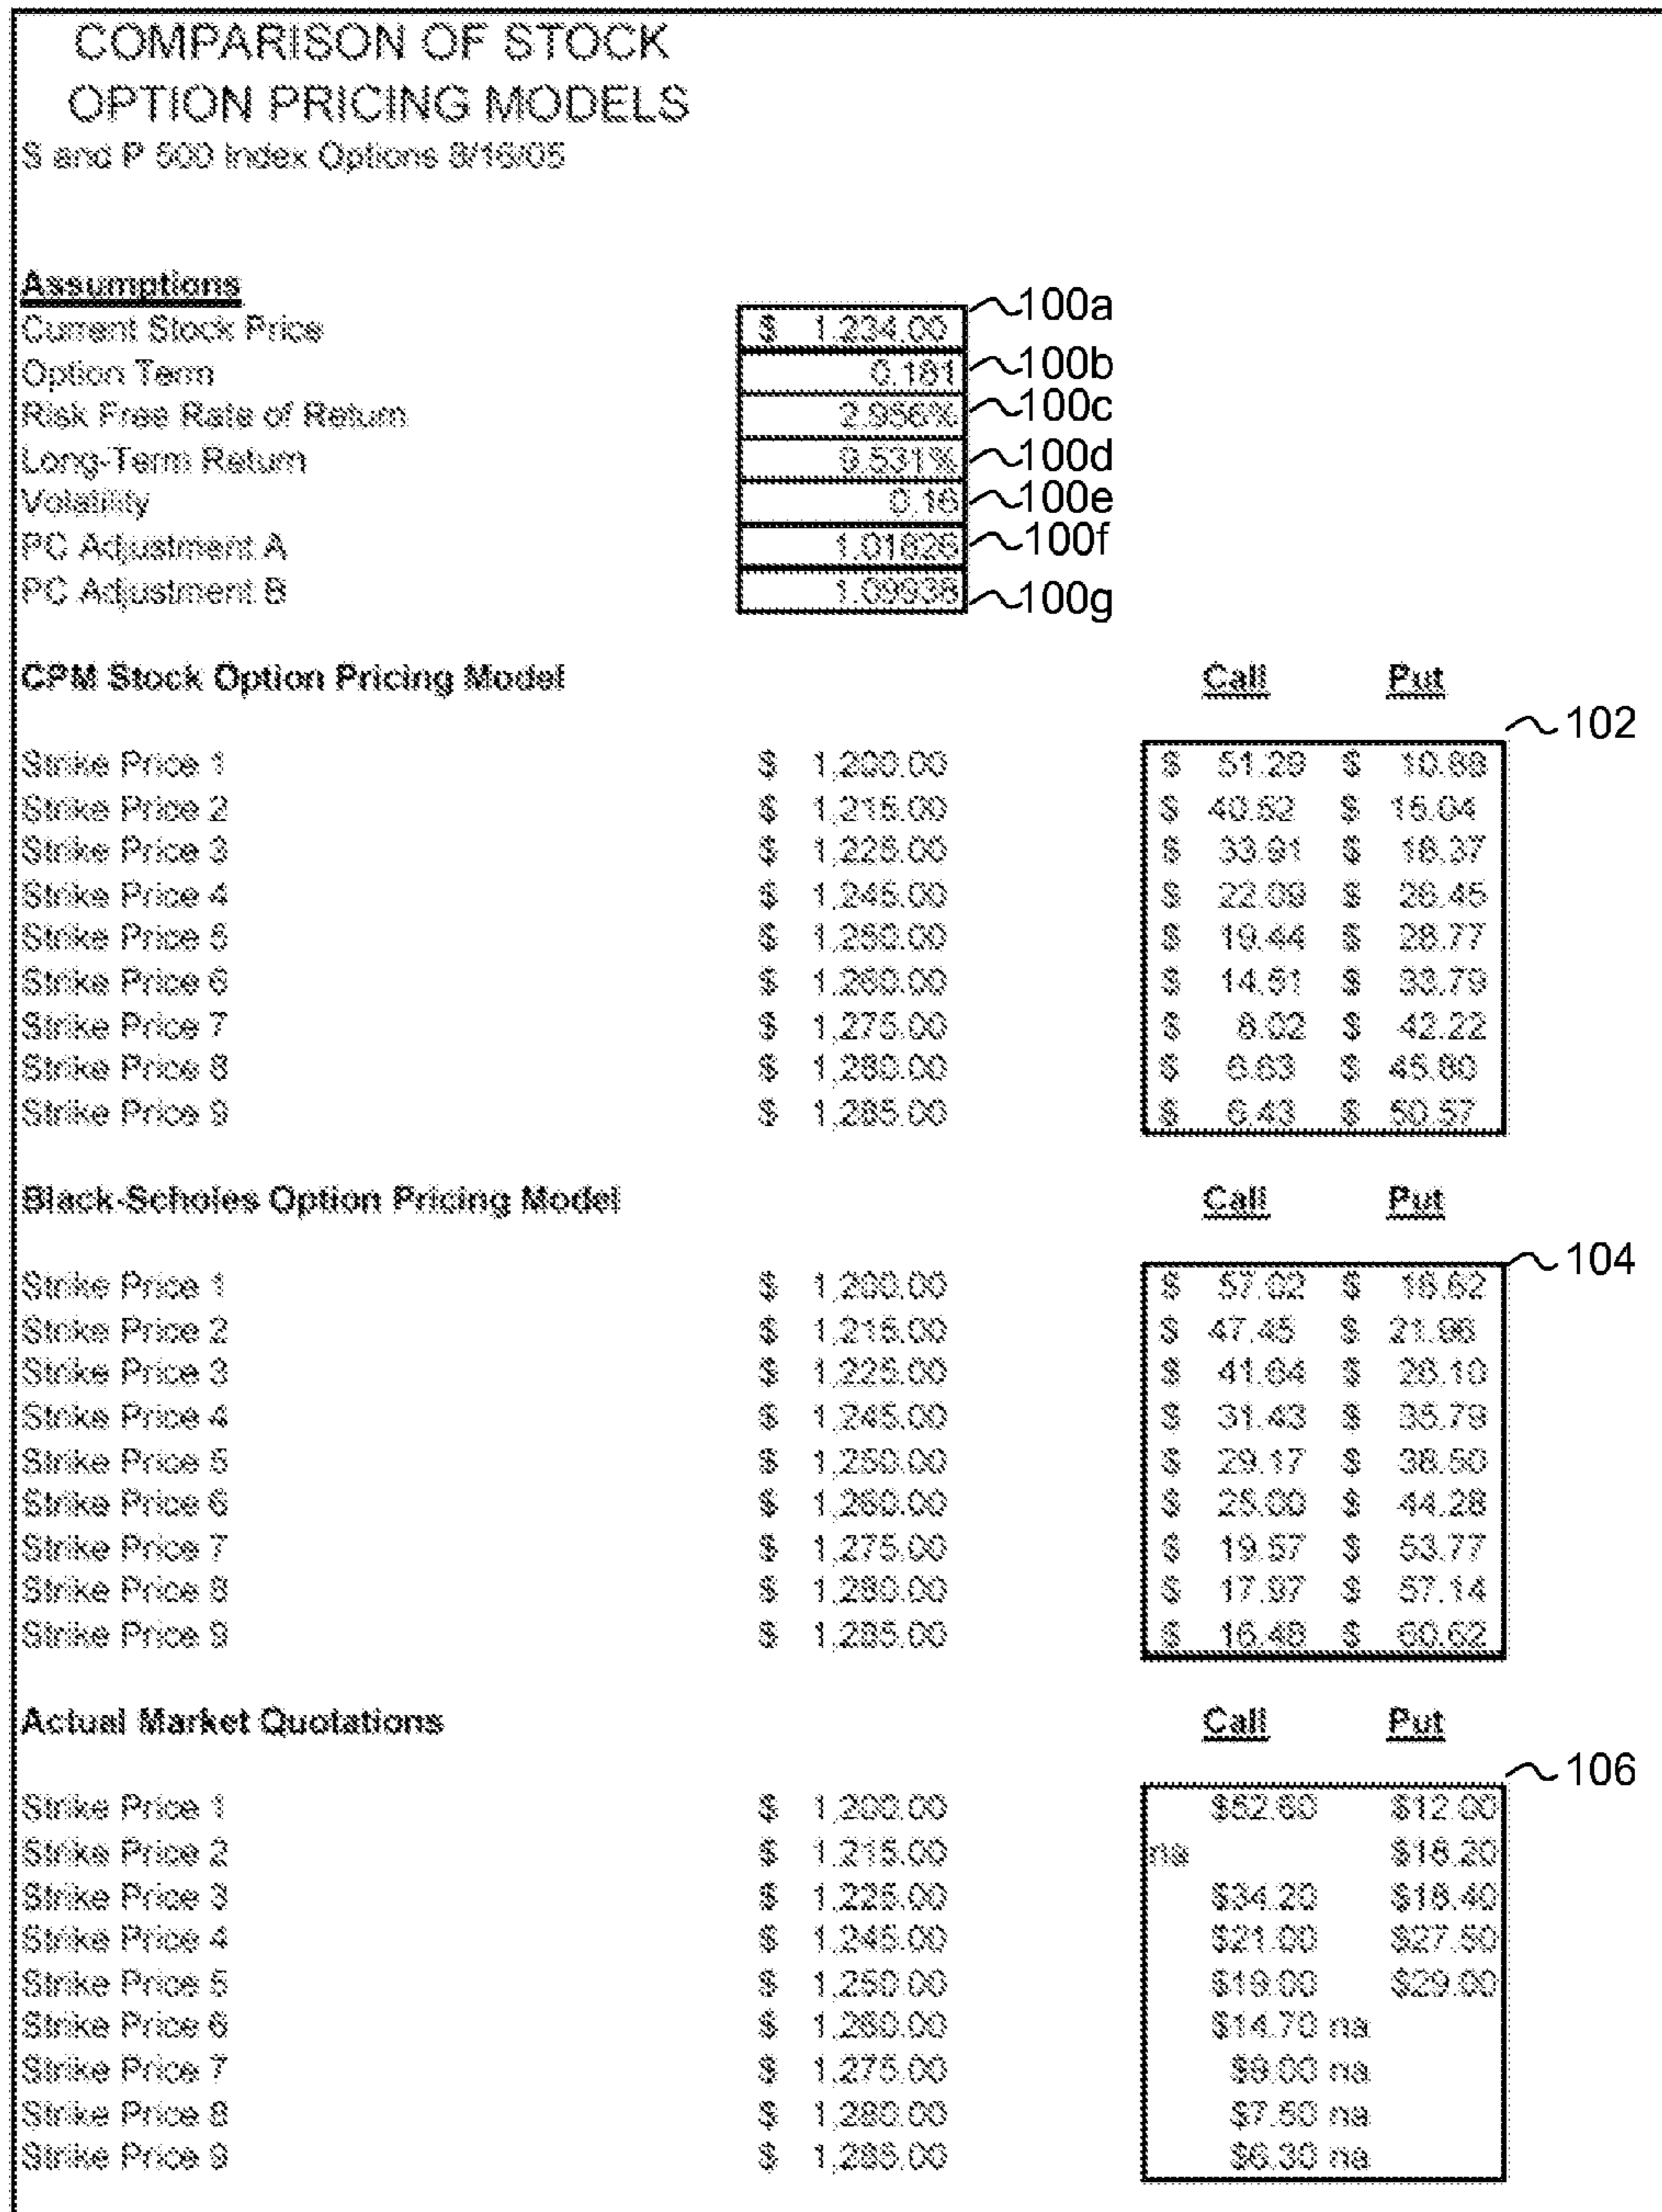 COMPARISON OF STOCK
OPTION PRICING MODELS
S and P 500 Index Options 8/16/05
Assumptions
Current Stock Price $ 1,234.00 100a
Option Term 0.161 100b
Risk Free Rate of Return 2.956% 100c
Long-Term Return 9.531% 100d
Volatility 0.16 100e
PC Adjustment A 1.01826 100f
PC Adjustment B 1.09938 100g
CPM Stock Option Pricing Model Call Put
102
Strike Price 1 $ 1,200.00 $ 51.29 $ 10.89
Strike Price 2 $ 1,215.00 $ 40.52 $ 15.04
Strike Price 3 $ 1,225.00 $ 33.91 $ 18.37
Strike Price 4 $ 1,245.00 $ 22.09 $ 26.45
Strike Price 5 $ 1,250.00 $ 19.44 $ 28.77
Strike Price 6 $ 1,260.00 $ 14.51 $ 33.79
Strike Price 7 $ 1,275.00 $ 8.02 $ 42.22
Strike Price 8 $ 1,280.00 $ 6.63 $ 45.80
Strike Price 9 $ 1,285.00 $ 6.43 $ 50.57
Black-Scholes Option Pricing Model Call Put
104
Strike Price 1 $ 1,200.00 $ 57.02 $ 16.62
Strike Price 2 $ 1,215.00 $ 47.45 $ 21.96
Strike Price 3 $ 1,225.00 $ 41.64 $ 26.10
Strike Price 4 $ 1,245.00 $ 31.43 $ 35.79
Strike Price 5 $ 1,250.00 $ 29.17 $ 38.50
Strike Price 6 $ 1,260.00 $ 25.00 $ 44.28
Strike Price 7 $ 1,275.00 $ 19.57 $ 53.77
Strike Price 8 $ 1,280.00 $ 17.97 $ 57.14
Strike Price 9 $ 1,285.00 $ 16.48 $ 60.62
Actual Market Quotations Call Put
106
Strike Price 1 $ 1,200.00 $52.60 $12.00
Strike Price 2 $ 1,215.00 na $16.20
Strike Price 3 $ 1,225.00 $34.20 $18.40
Strike Price 4 $ 1,245.00 $21.00 $27.50
Strike Price 5 $ 1,250.00 $19.00 $29.00
Strike Price 6 $ 1,260.00 $14.70 na
Strike Price 7 $ 1,275.00 $9.00 na
Strike Price 8 $ 1,280.00 $7.50 na
Strike Price 9 $ 1,285.00 $6.30 na